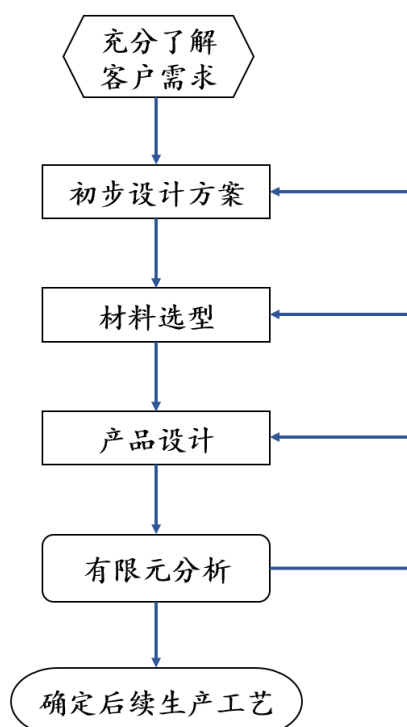 充分了解
客户需求
初步设计方案
材料选型
产品设计
有限元分析
确定后续生产工艺